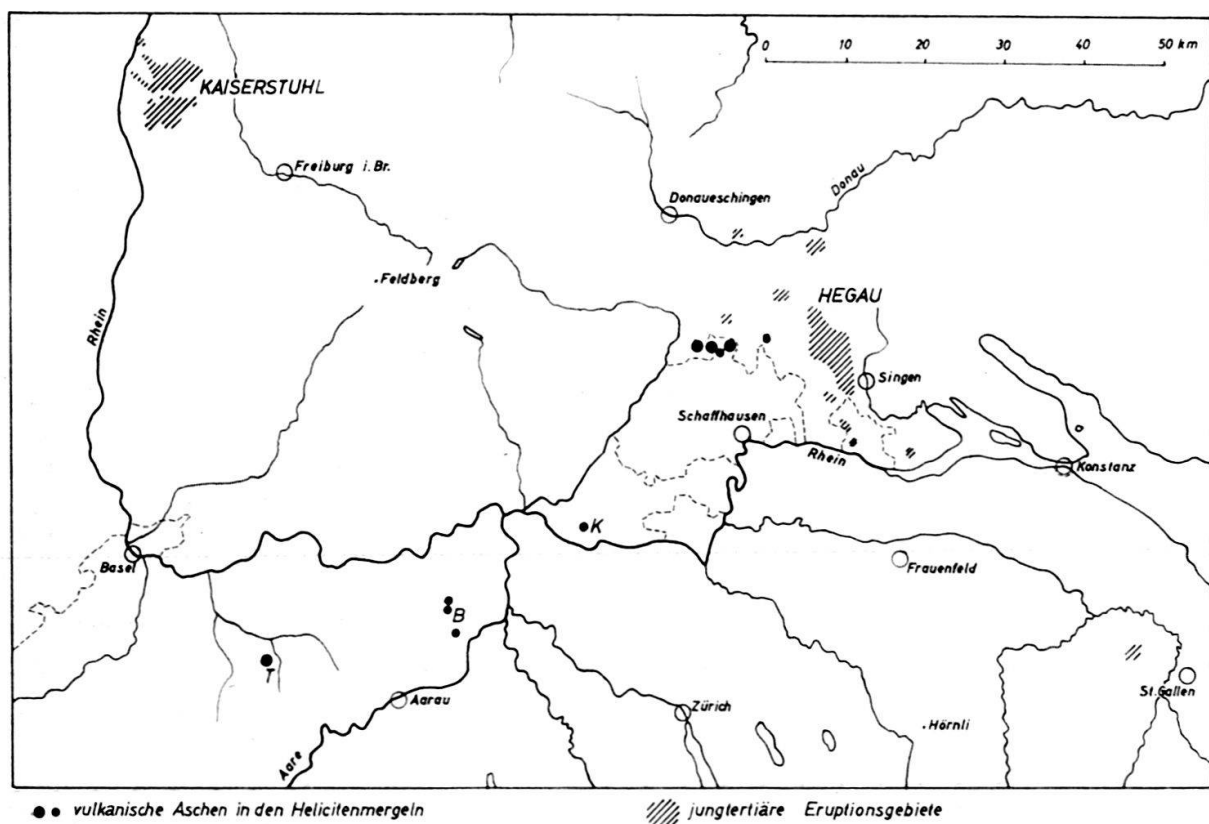 0 10 20 30 40 50 km
KAISERSTUHL
Freiburg i. Br.
Donaueschingen
Donau
Feldberg
HEGAU
Rhein
Singen
Schaffhausen
Rhein
Konstanz
K
Basel
Frauenfeld
B
T
Aarau
Zürich
St. Gallen
Hörnli
Aare
vulkanische Aschen in den Helicitenmergeln
jungtertiäre Eruptionsgebiete